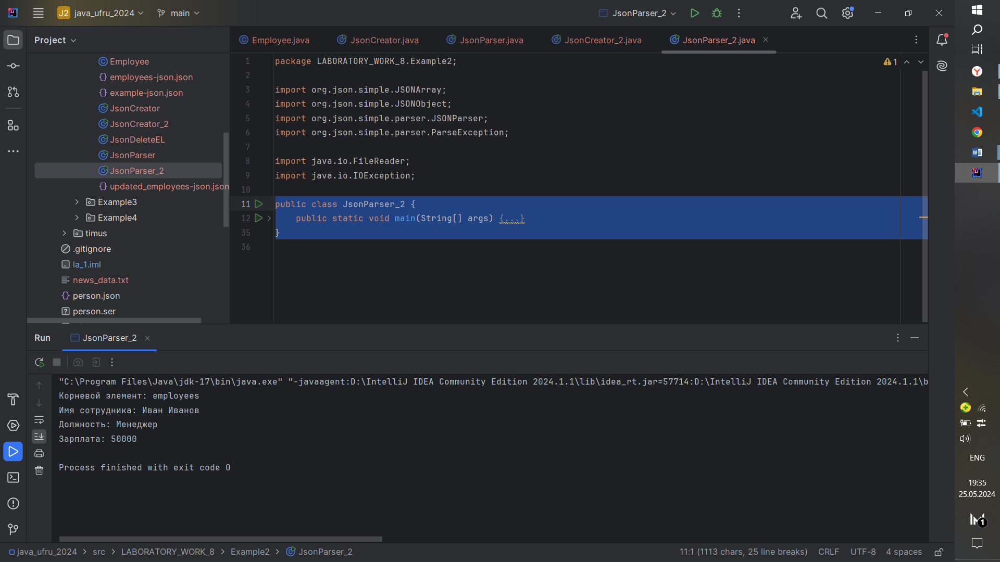 J2 java_ufru_2024 main JsonParser_2
Project
Employee.java JsonCreator.java JsonParser.java JsonCreator_2.java JsonParser_2.java
Employee
employees-json.json
example-json.json
JsonCreator
JsonCreator_2
JsonDeleteEL
JsonParser
JsonParser_2
updated_employees-json.json
Example3
Example4
timus
.gitignore
la_1.iml
news_data.txt
person.json
person.ser
1 package LABORATORY_WORK_8.Example2;
2
3 import org.json.simple.JSONArray;
4 import org.json.simple.JSONObject;
5 import org.json.simple.parser.JSONParser;
6 import org.json.simple.parser.ParseException;
7
8 import java.io.FileReader;
9 import java.io.IOException;
10
11 public class JsonParser_2 {
12 public static void main(String[] args) {...}
35 }
36
1
Run JsonParser_2
"C:\Program Files\Java\jdk-17\bin\java.exe" "-javaagent:D:\IntelliJ IDEA Community Edition 2024.1.1\lib\idea_rt.jar=57714:D:\IntelliJ IDEA Community Edition 2024.1.1\b
Корневой элемент: employees
Имя сотрудника: Иван Иванов
Должность: Менеджер
Зарплата: 50000
Process finished with exit code 0
java_ufru_2024 > src > LABORATORY_WORK_8 > Example2 > JsonParser_2
11:1 (1113 chars, 25 line breaks) CRLF UTF-8 4 spaces
ENG
19:35
25.05.2024
1